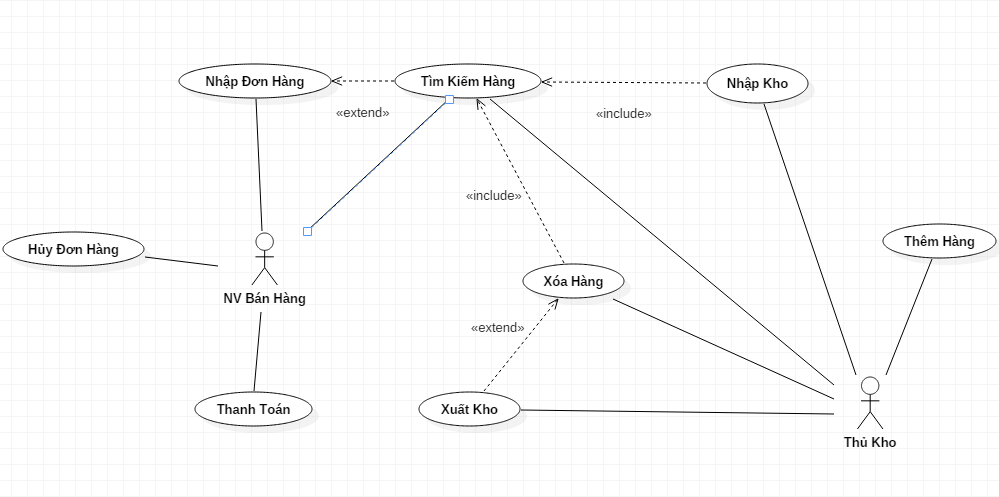 Nhập Đơn Hàng
Tìm Kiếm Hàng
Nhập Kho
«extend»
«include»
«include»
Hủy Đơn Hàng
Thêm Hàng
Xóa Hàng
NV Bán Hàng
«extend»
Thanh Toán
Xuất Kho
Thủ Kho